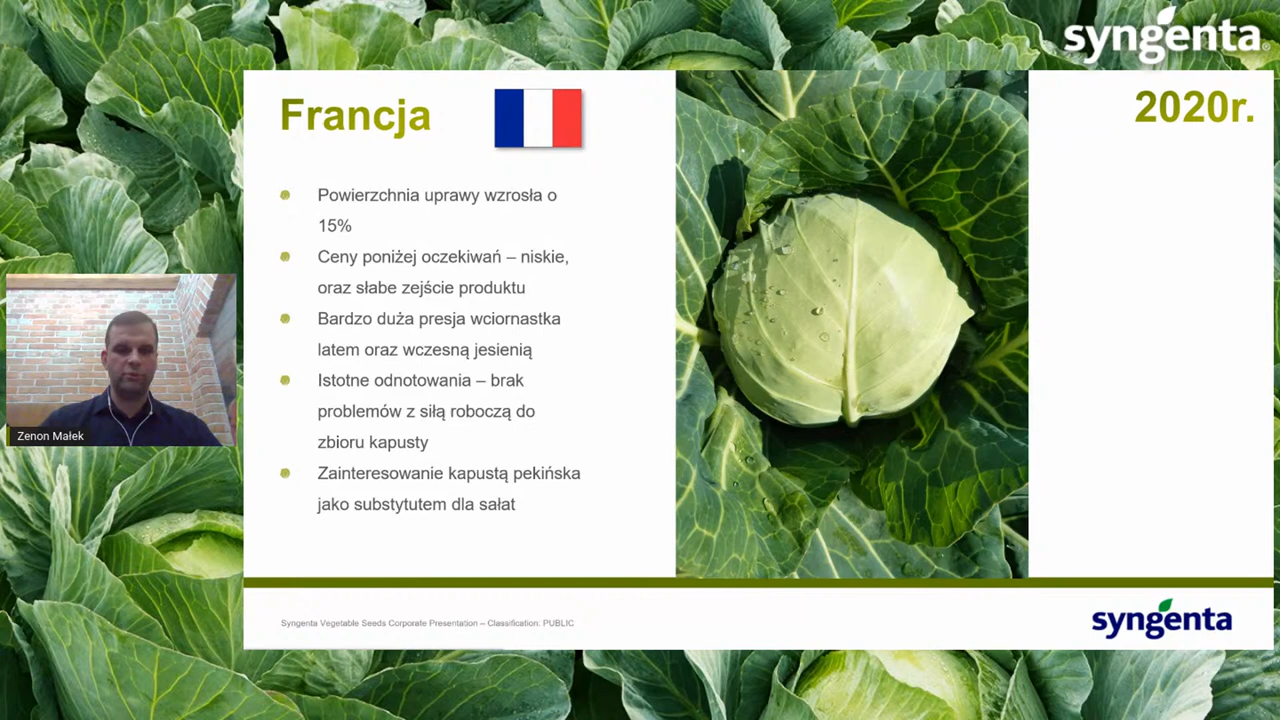 syngenta®
Francja
2020r.
Powierzchnia uprawy wzrosła o
15%
Ceny poniżej oczekiwań – niskie,
oraz słabe zejście produktu
Bardzo duża presja wciornastka
latem oraz wczesną jesienią
Istotne odnotowania – brak
problemów z siłą roboczą do
zbioru kapusty
Zainteresowanie kapustą pekińska
jako substytutem dla sałat
Zenon Małek
Syngenta Vegetable Seeds Corporate Presentation – Classification: PUBLIC
syngenta